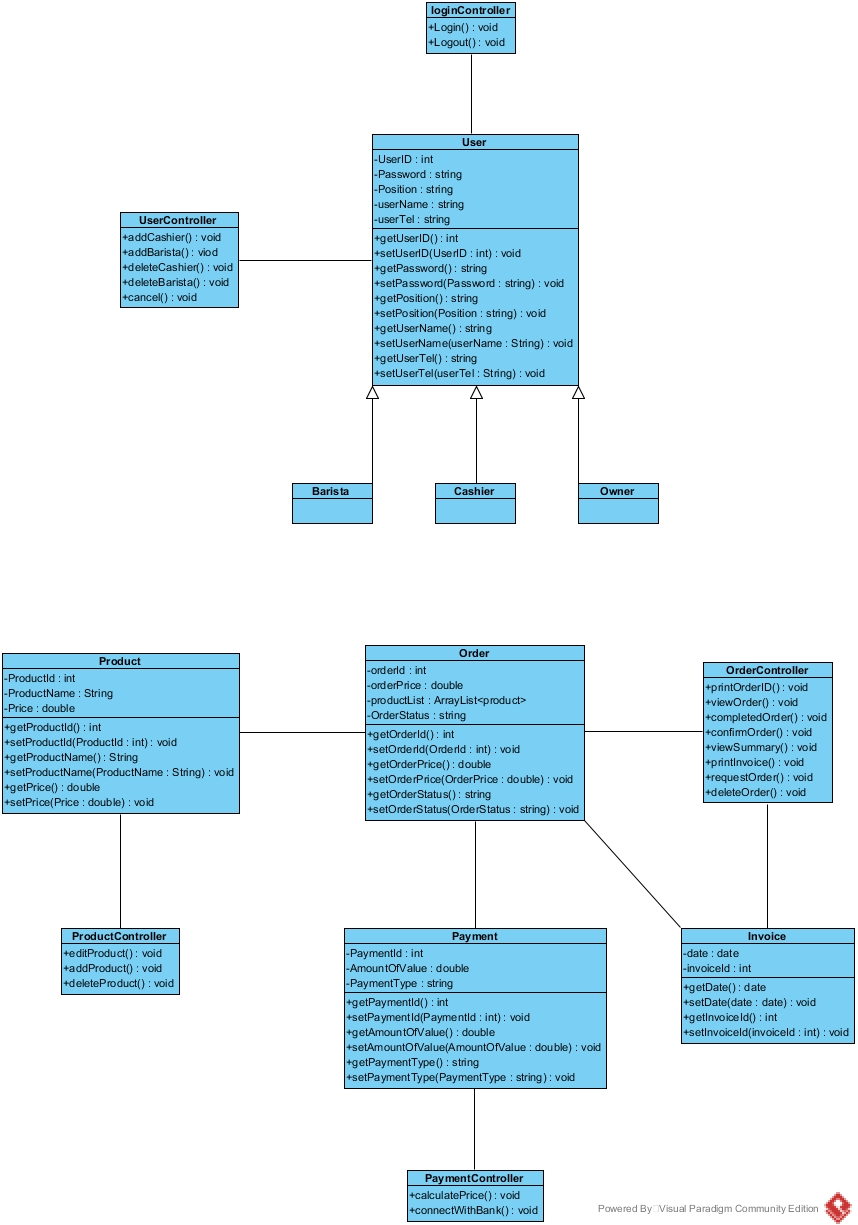 loginController
+Login() : void
+Logout() : void
User
-UserID : int
-Password : string
-Position : string
-userName : string
-userTel : string
+getUserID() : int
+setUserID(UserID : int) : void
+getPassword() : string
+setPassword(Password : string) : void
+getPosition() : string
+setPosition(Position : string) : void
+getUserName() : string
+setUserName(userName : String) : void
+getUserTel() : string
+setUserTel(userTel : String) : void
UserController
+addCashier() : void
+addBarista() : viod
+deleteCashier() : void
+deleteBarista() : void
+cancel() : void
Barista
Cashier
Owner
Product
-ProductId : int
-ProductName : String
-Price : double
+getProductId() : int
+setProductId(ProductId : int) : void
+getProductName() : String
+setProductName(ProductName : String) : void
+getPrice() : double
+setPrice(Price : double) : void
Order
-orderId : int
-orderPrice : double
-productList : ArrayList<product>
-OrderStatus : string
+getOrderId() : int
+setOrderId(OrderId : int) : void
+getOrderPrice() : double
+setOrderPrice(OrderPrice : double) : void
+getOrderStatus() : string
+setOrderStatus(OrderStatus : string) : void
OrderController
+printOrderID() : void
+viewOrder() : void
+completedOrder() : void
+confirmOrder() : void
+viewSummary() : void
+printInvoice() : void
+requestOrder() : void
+deleteOrder() : void
ProductController
+editProduct() : void
+addProduct() : void
+deleteProduct() : void
Payment
-PaymentId : int
-AmountOfValue : double
-PaymentType : string
+getPaymentId() : int
+setPaymentId(PaymentId : int) : void
+getAmountOfValue() : double
+setAmountOfValue(AmountOfValue : double) : void
+getPaymentType() : string
+setPaymentType(PaymentType : string) : void
Invoice
-date : date
-invoiceId : int
+getDate() : date
+setDate(date : date) : void
+getInvoiceId() : int
+setInvoiceId(invoiceId : int) : void
PaymentController
+calculatePrice() : void
+connectWithBank() : void
Powered By Visual Paradigm Community Edition